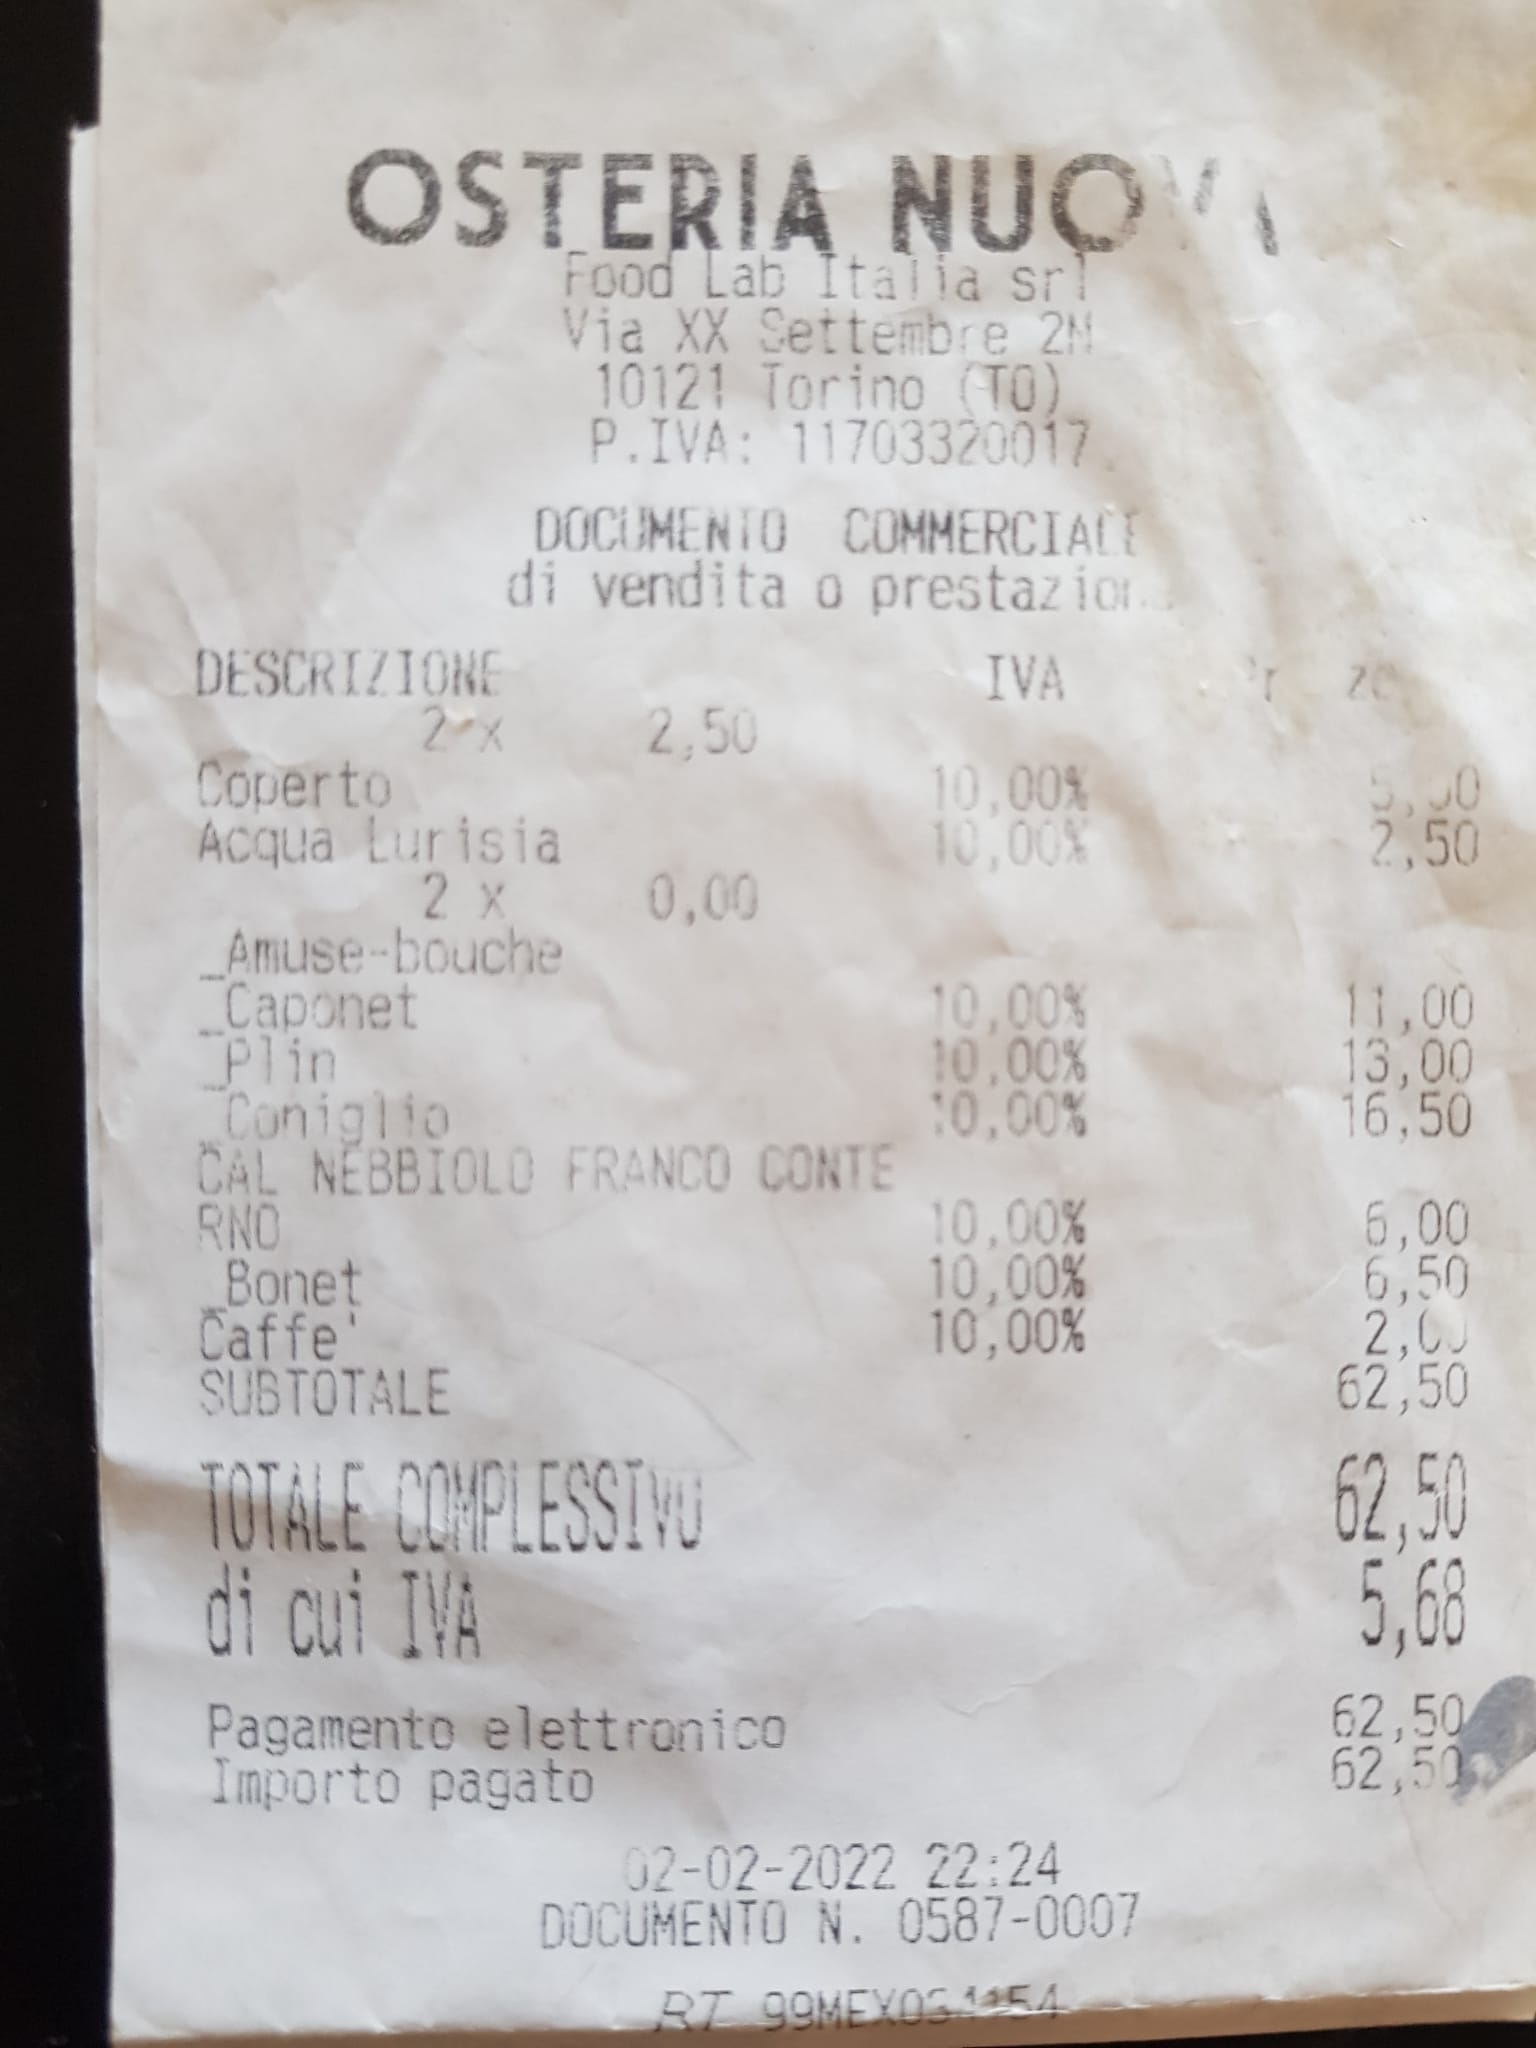 OSTERIA NUOVA
Food Lab Italia srl
Via XX Settembre 2M
10121 Torino (TO)
P.IVA: 11703320017
DOCUMENTO COMMERCIALE
di vendita o prestazione
DESCRIZIONE IVA
2 x 2,50
Coperto 10,00% 5,00
Acqua Lurisia 10,00% 2,50
2 x 0,00
_Amuse-bouche
_Caponet 10,00% 11,00
_Plin 10,00% 13,00
_Coniglio 10,00% 16,50
CAL NEBBIOLO FRANCO CONTE
RNO 10,00% 6,00
_Bonet 10,00% 6,50
Caffe' 10,00% 2,00
SUBTOTALE 62,50
TOTALE COMPLESSIVO 62,50
di cui IVA 5,68
Pagamento elettronico 62,50
Importo pagato 62,50
02-02-2022 22:24
DOCUMENTO N. 0587-0007
RT